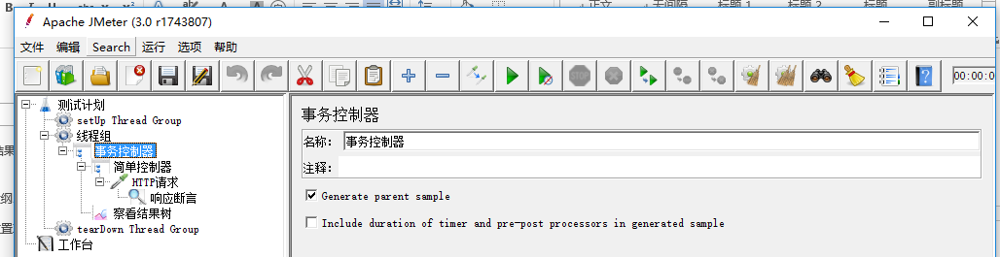 Apache JMeter (3.0 r1743807)
文件 编辑 Search 运行 选项 帮助
00:00:0
测试计划
setUp Thread Group
线程组
事务控制器
简单控制器
HTTP请求
响应断言
察看结果树
tearDown Thread Group
工作台
事务控制器
名称： 事务控制器
注释：
Generate parent sample
Include duration of timer and pre-post processors in generated sample